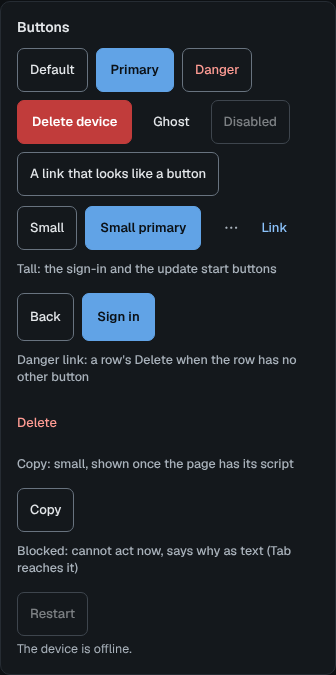 Buttons
Default Primary Danger
Delete device Ghost Disabled
A link that looks like a button
Small Small primary ··· Link
Tall: the sign-in and the update start buttons
Back Sign in
Danger link: a row's Delete when the row has no
other button
Delete
Copy: small, shown once the page has its script
Copy
Blocked: cannot act now, says why as text (Tab
reaches it)
Restart
The device is offline.